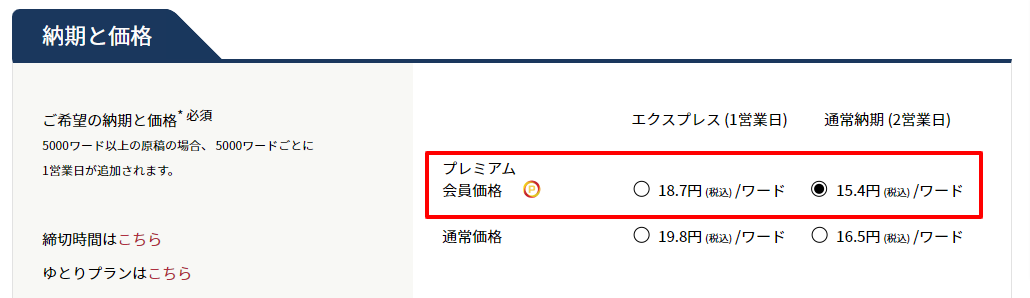 納期と価格
ご希望の納期と価格* 必須
5000ワード以上の原稿の場合、5000ワードごとに
1営業日が追加されます。
締切時間はこちら
ゆとりプランはこちら
エクスプレス (1営業日) 通常納期 (2営業日)
プレミアム
会員価格 P 18.7円 (税込) /ワード 15.4円 (税込) /ワード
通常価格 19.8円 (税込) /ワード 16.5円 (税込) /ワード